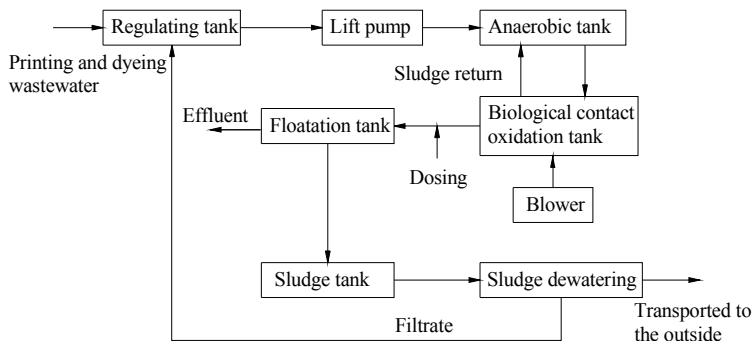 Regulating tank
Lift pump
Anaerobic tank
Printing and dyeing
wastewater
Sludge return
Effluent
Floatation tank
Biological contact
oxidation tank
Dosing
Blower
Sludge tank
Sludge dewatering
Transported to
the outside
Filtrate